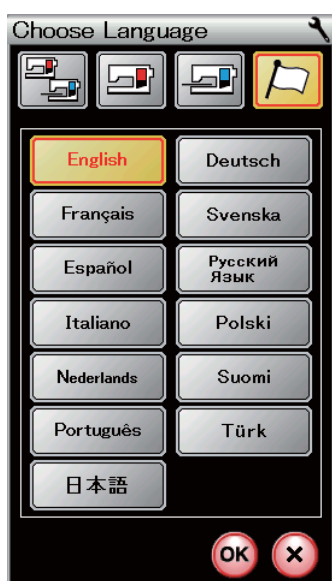 Choose Language
English
Deutsch
Français
Svenska
Español
Русский
Язык
Italiano
Polski
Nederlands
Suomi
Português
Türk
日本語
OK